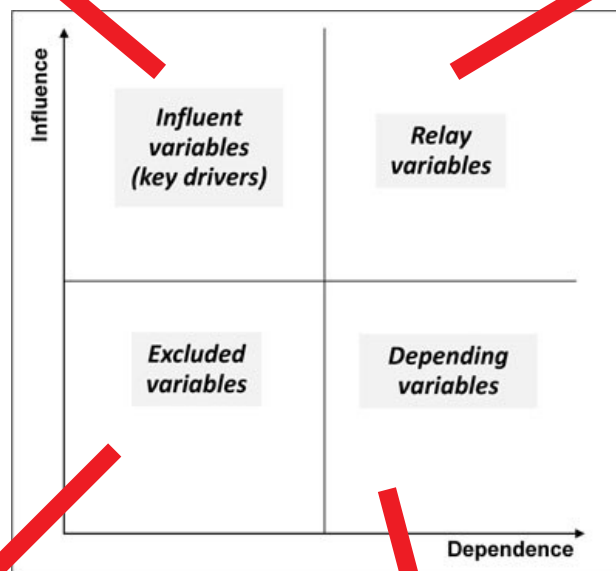 Influence
Influent
variables
(key drivers)
Relay
variables
Excluded
variables
Depending
variables
Dependence